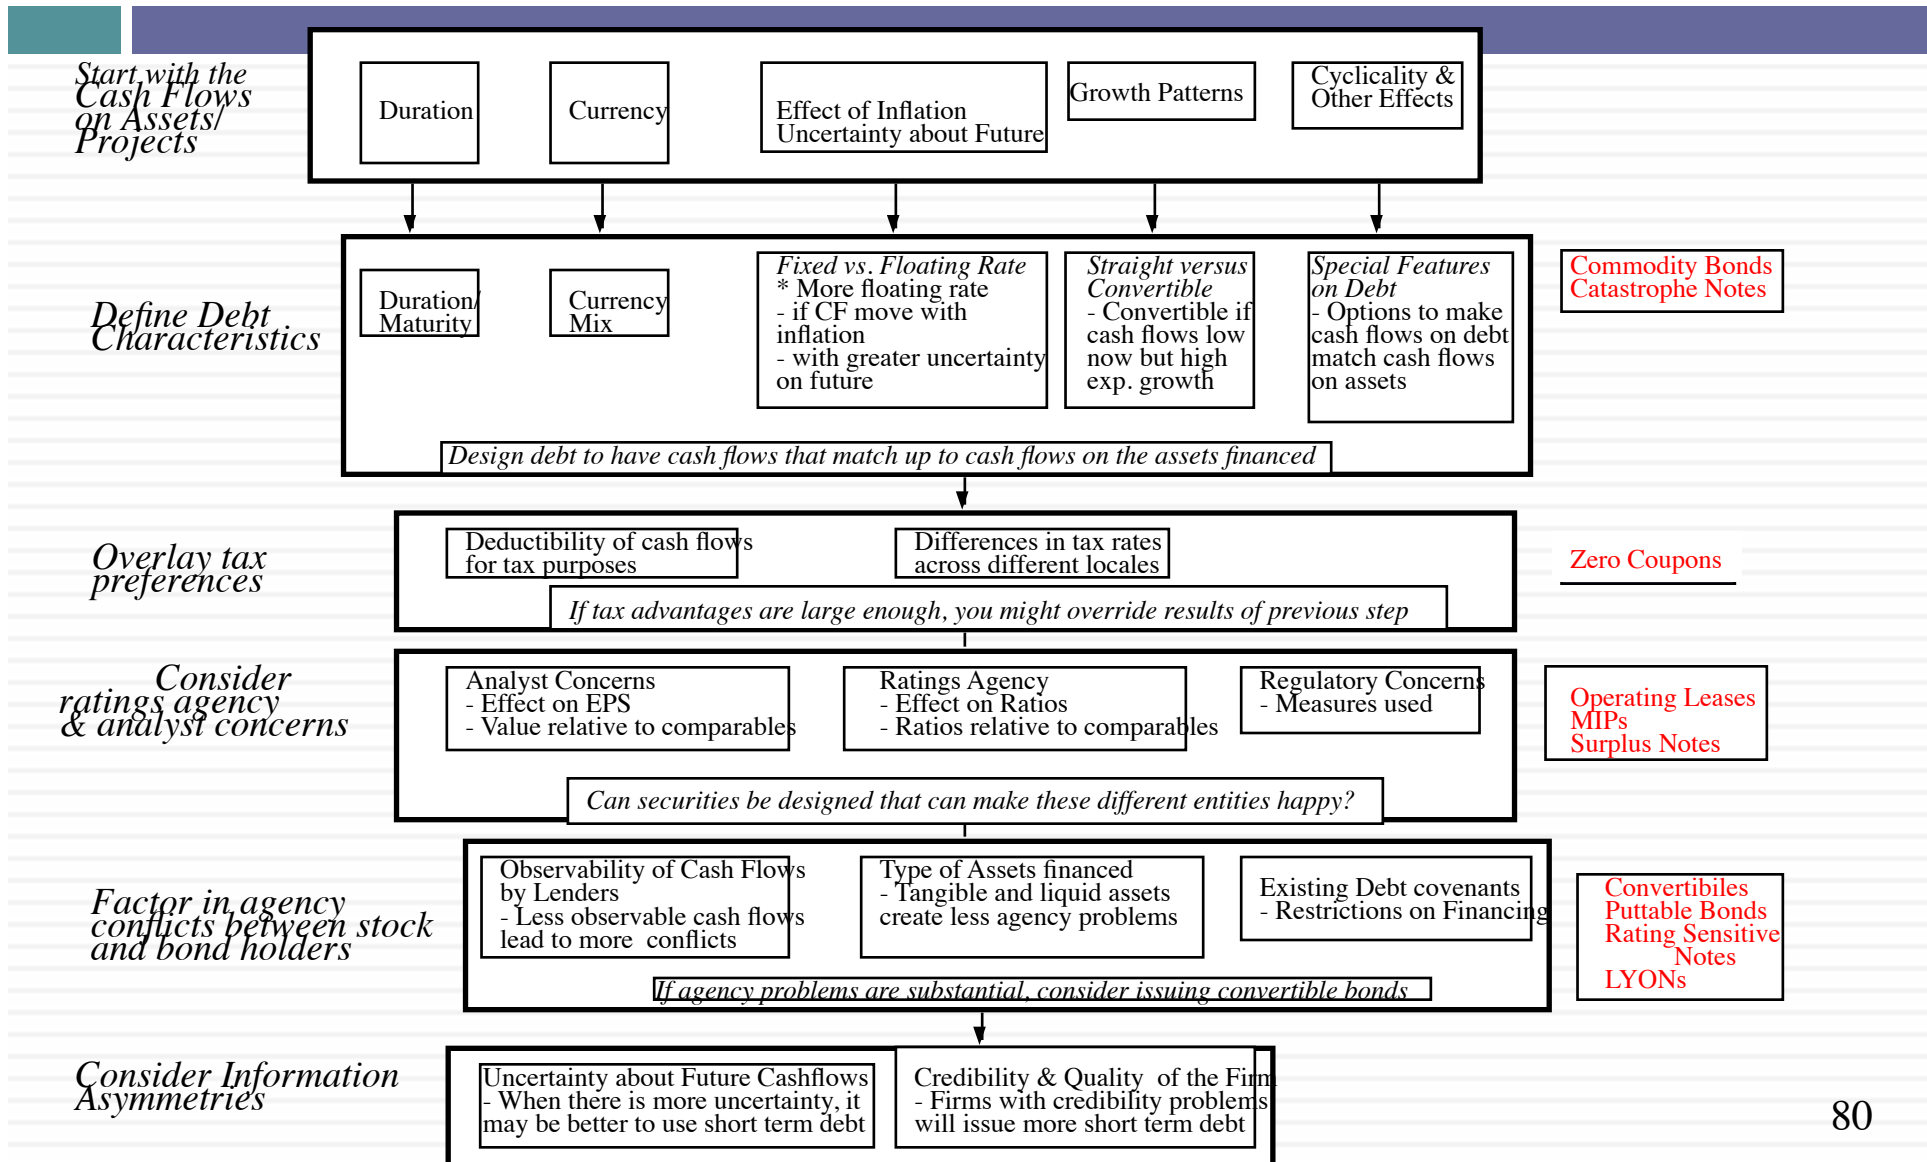 Start with the
Cash Flows
on Assets/
Projects
Duration
Currency
Effect of Inflation
Uncertainty about Future
Growth Patterns
Cyclicality &
Other Effects
Define Debt
Characteristics
Duration/
Maturity
Currency
Mix
Fixed vs. Floating Rate
* More floating rate
- if CF move with
inflation
- with greater uncertainty
on future
Straight versus
Convertible
- Convertible if
cash flows low
now but high
exp. growth
Special Features
on Debt
- Options to make
cash flows on debt
match cash flows
on assets
Commodity Bonds
Catastrophe Notes
Design debt to have cash flows that match up to cash flows on the assets financed
Overlay tax
preferences
Deductibility of cash flows
for tax purposes
Differences in tax rates
across different locales
Zero Coupons
If tax advantages are large enough, you might override results of previous step
Consider
ratings agency
& analyst concerns
Analyst Concerns
- Effect on EPS
- Value relative to comparables
Ratings Agency
- Effect on Ratios
- Ratios relative to comparables
Regulatory Concerns
- Measures used
Operating Leases
MIPs
Surplus Notes
Can securities be designed that can make these different entities happy?
Factor in agency
conflicts between stock
and bond holders
Observability of Cash Flows
by Lenders
- Less observable cash flows
lead to more conflicts
Type of Assets financed
- Tangible and liquid assets
create less agency problems
Existing Debt covenants
- Restrictions on Financing
Convertibiles
Puttable Bonds
Rating Sensitive
Notes
LYONs
If agency problems are substantial, consider issuing convertible bonds
Consider Information
Asymmetries
Uncertainty about Future Cashflows
- When there is more uncertainty, it
may be better to use short term debt
Credibility & Quality of the Firm
- Firms with credibility problems
will issue more short term debt
80